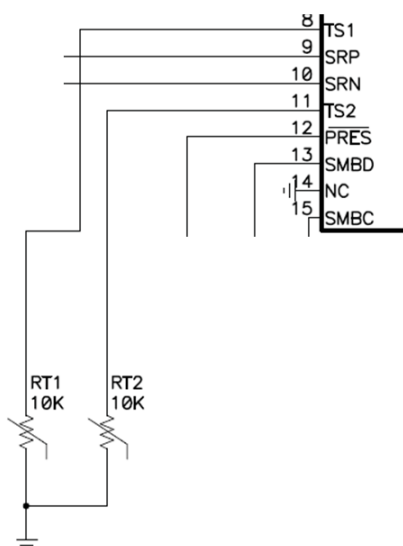 8 TS1
9 SRP
10 SRN
11 TS2
12 PRES
13 SMBD
14 NC
15 SMBC
RT1 RT2
10K 10K